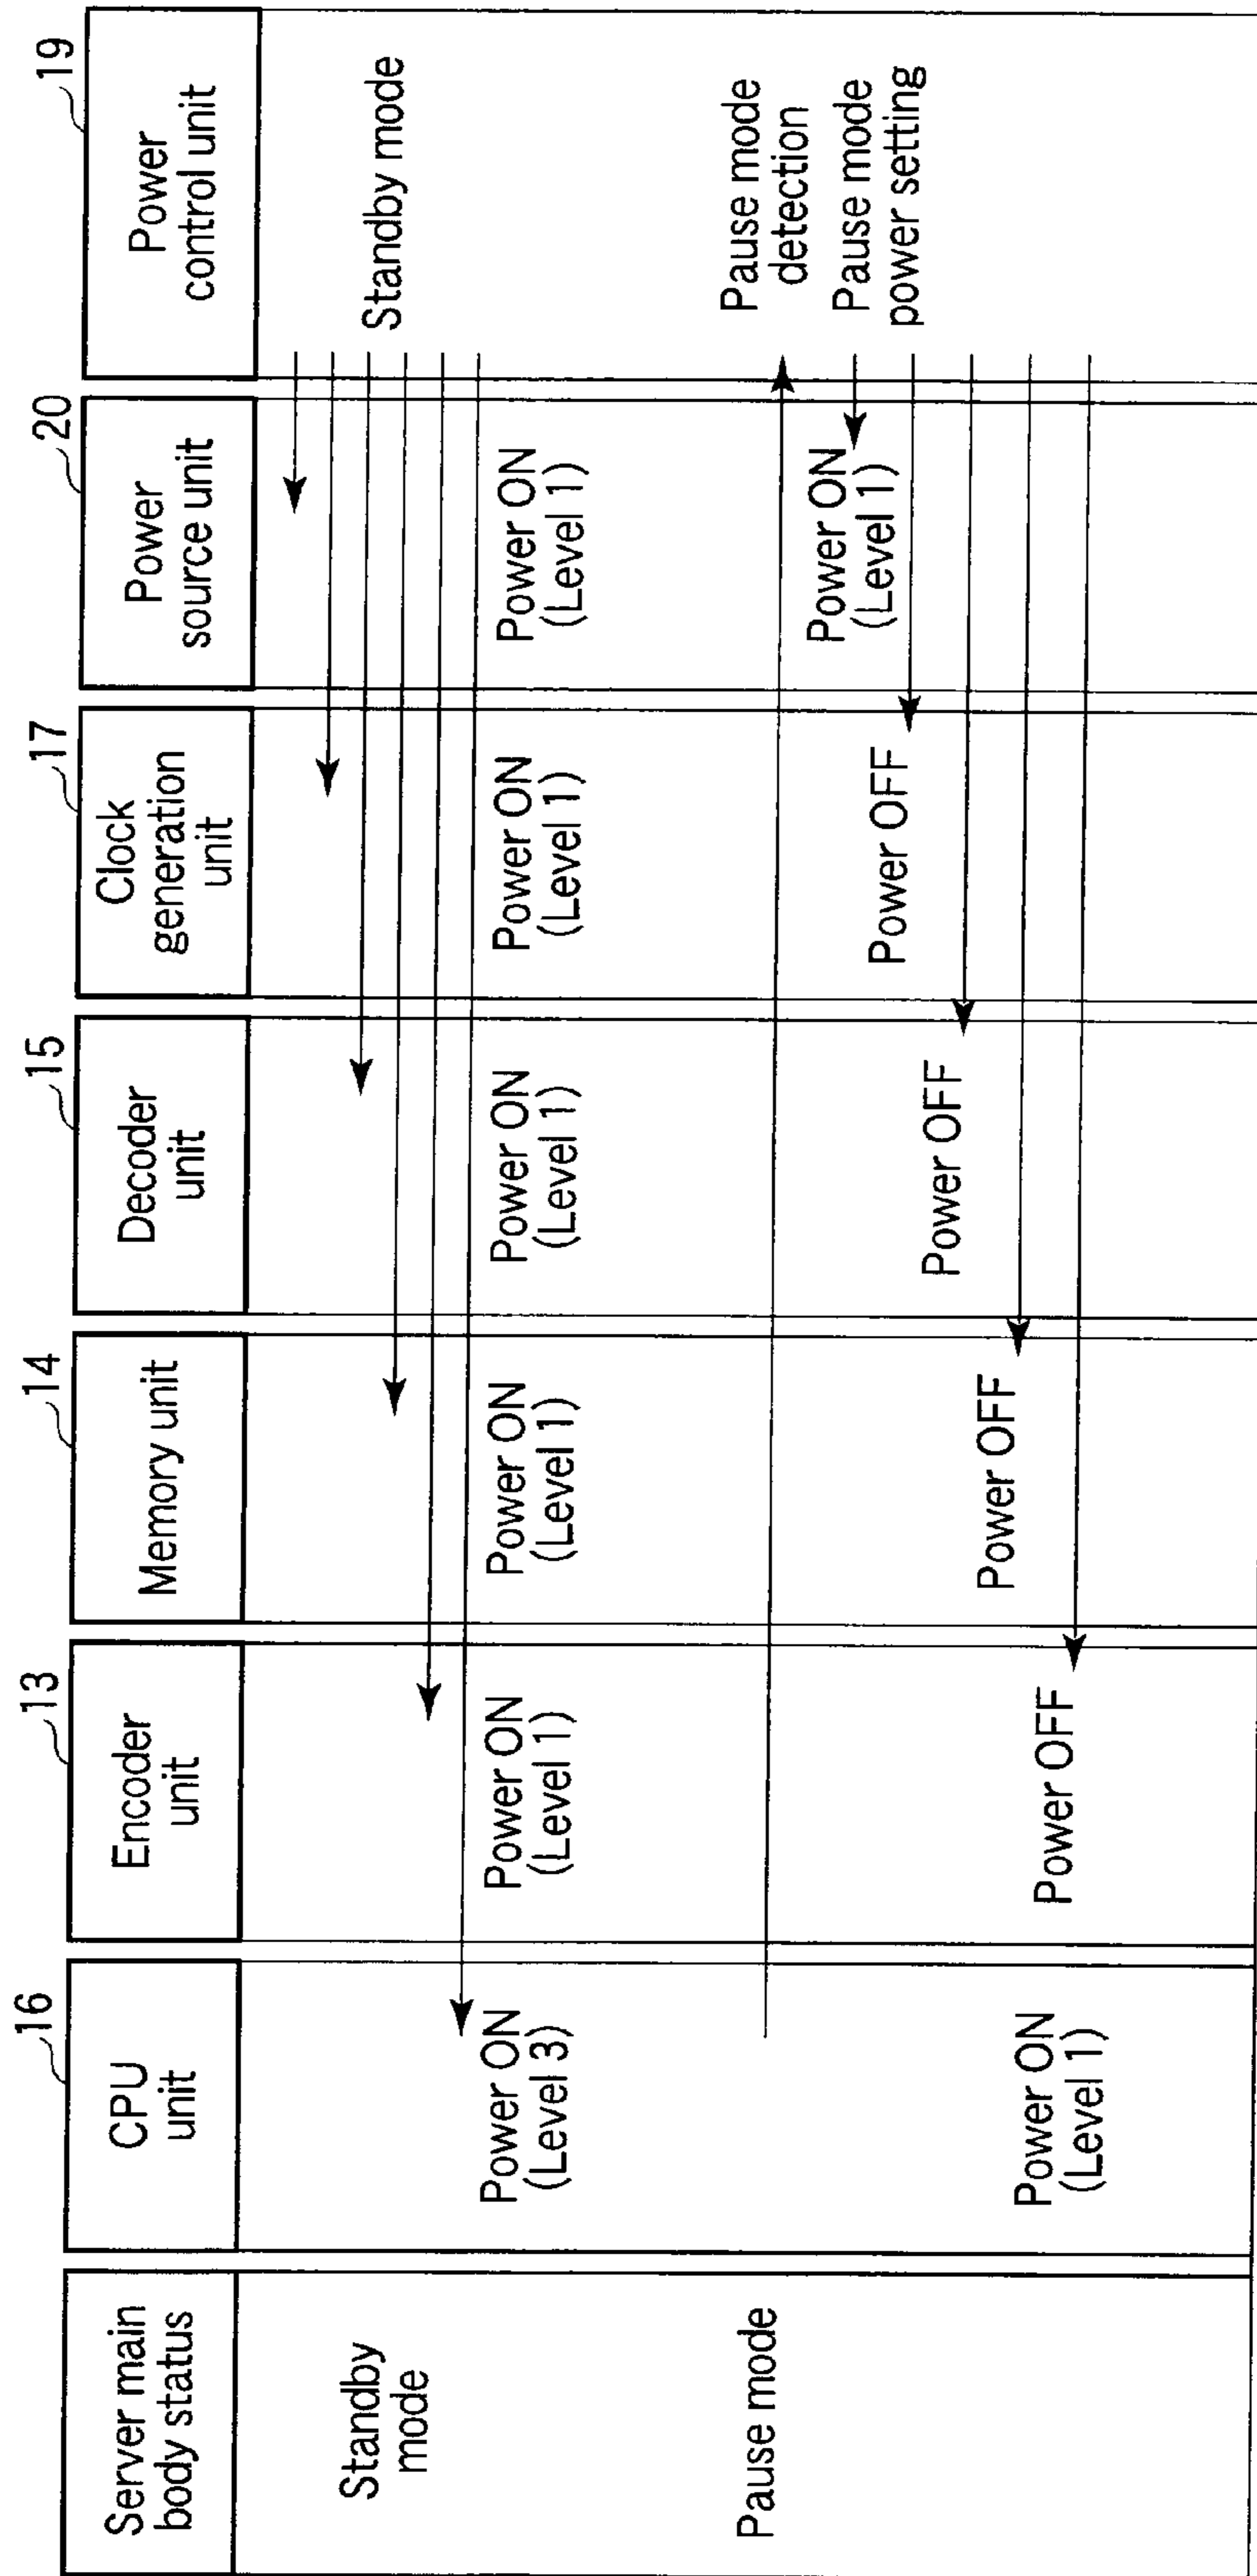 Server main
body status
16
CPU
unit
13
Encoder
unit
14
Memory unit
15
Decoder
unit
17
Clock
generation
unit
20
Power
source unit
19
Power
control unit
Standby
mode
Standby mode
Power ON
(Level 3)
Power ON
(Level 1)
Power ON
(Level 1)
Power ON
(Level 1)
Power ON
(Level 1)
Power ON
(Level 1)
Pause mode
Pause mode
detection
Pause mode
power setting
Power ON
(Level 1)
Power OFF
Power OFF
Power OFF
Power OFF
Power ON
(Level 1)